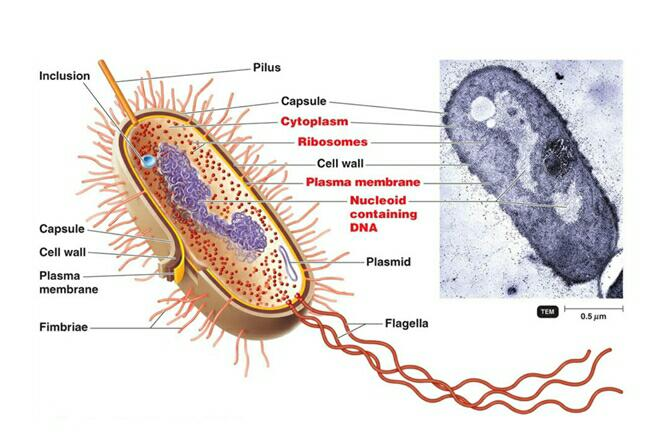 Pilus
Inclusion
Capsule
Cytoplasm
Ribosomes
Cell wall
Plasma membrane
Nucleoid
containing
DNA
Capsule
Cell wall
Plasma
membrane
Plasmid
Fimbriae
Flagella
TEM
0.5 µm